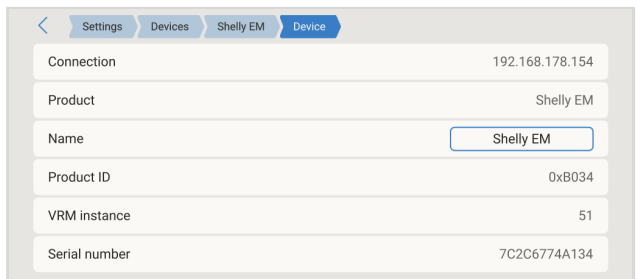 Settings Devices Shelly EM Device
Connection 192.168.178.154
Product Shelly EM
Name Shelly EM
Product ID 0xB034
VRM instance 51
Serial number 7C2C6774A134